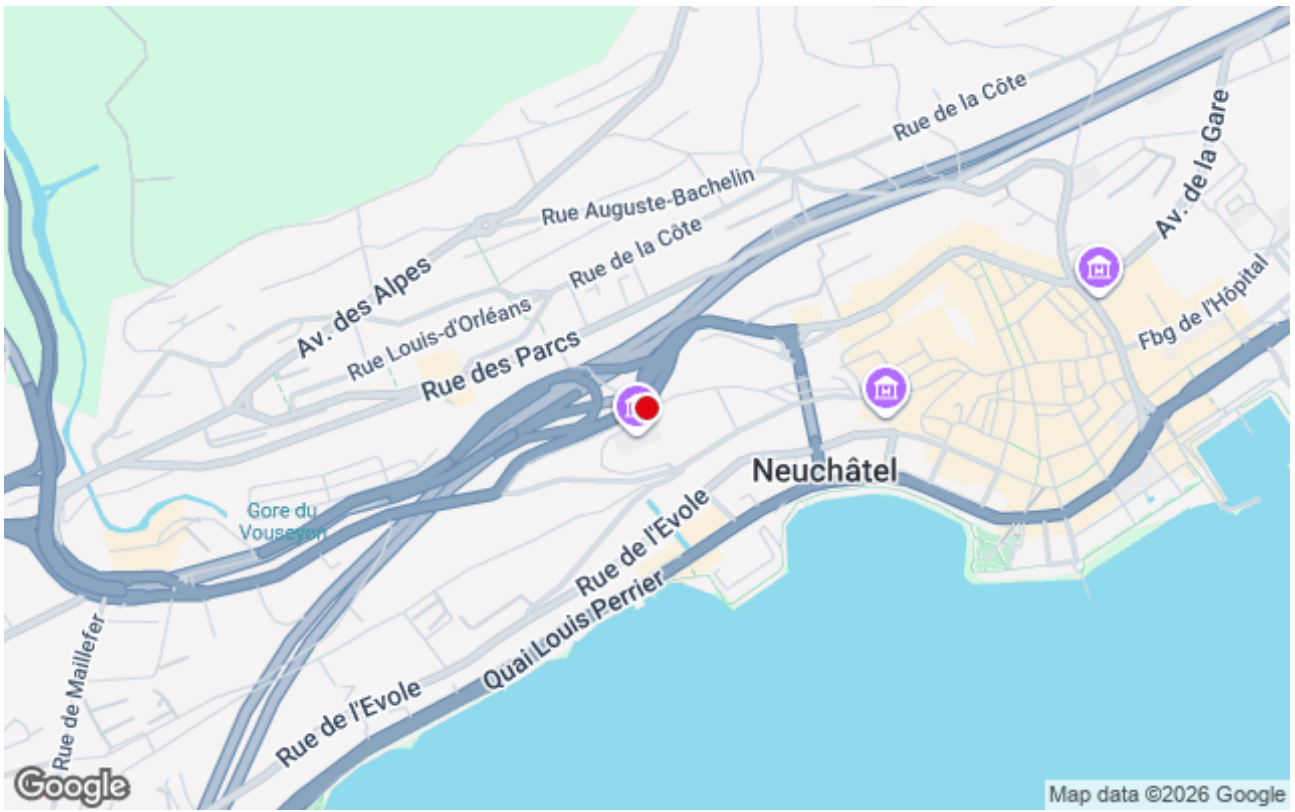 Rue de la Côte
Av. de la Gare
Rue Auguste-Bachelin
Rue de la Côte
Av. des Alpes
Rue Louis-d'Orléans
Rue des Parcs
Fbg de l'Hôpital
H
H
H
Neuchâtel
Gore du
Vouseyon
Rue de l'Evole
Quai Louis Perrier
Rue de Maillefer
Rue de l'Evole
Google
Map data ©2026 Google